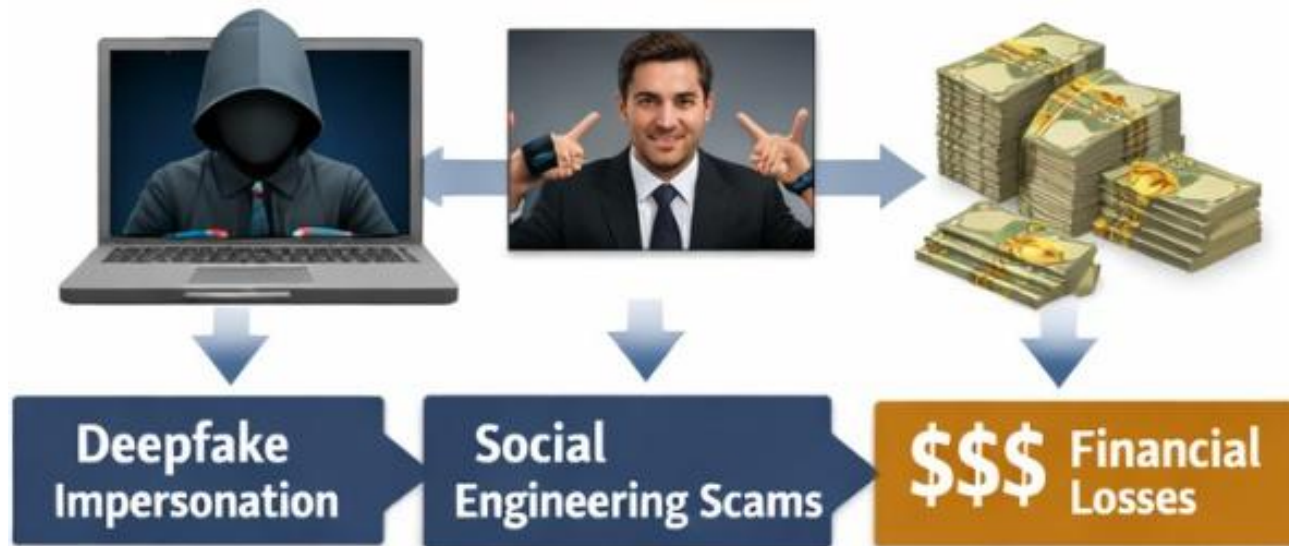 Deepfake
Impersonation
Social
Engineering Scams
$$$ Financial
Losses